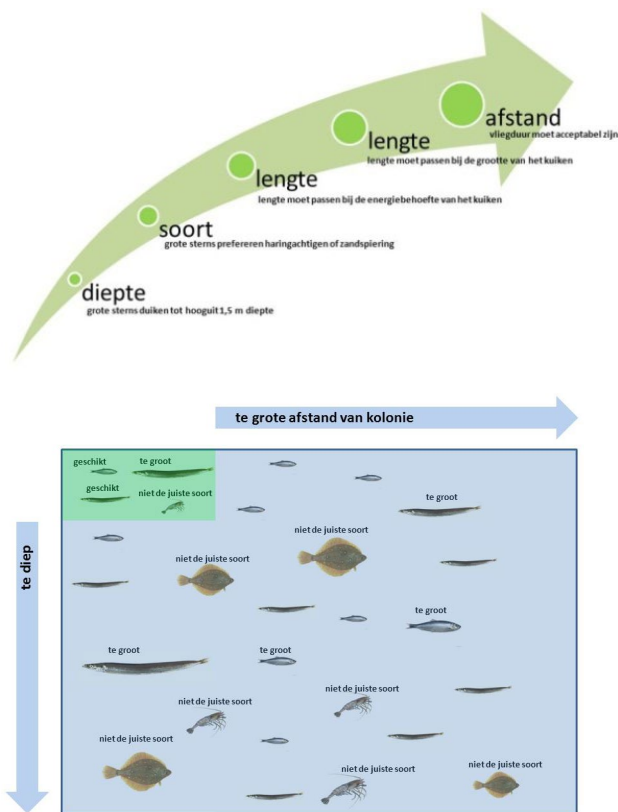 afstand
vliegduur moet acceptabel zijn
lengte
lengte moet passen bij de grootte van het kuiken
lengte
lengte moet passen bij de energiebehoefte van het kuiken
soort
grote sterns prefereren haringachtigen of zandspiering
diepte
grote sterns duiken tot hooguit 1,5 m diepte
te grote afstand van kolonie
te diep
geschikt te groot
geschikt niet de juiste soort
te groot
niet de juiste soort
niet de juiste soort
te groot
te groot te groot
niet de juiste soort
niet de juiste soort
niet de juiste soort
niet de juiste soort
niet de juiste soort